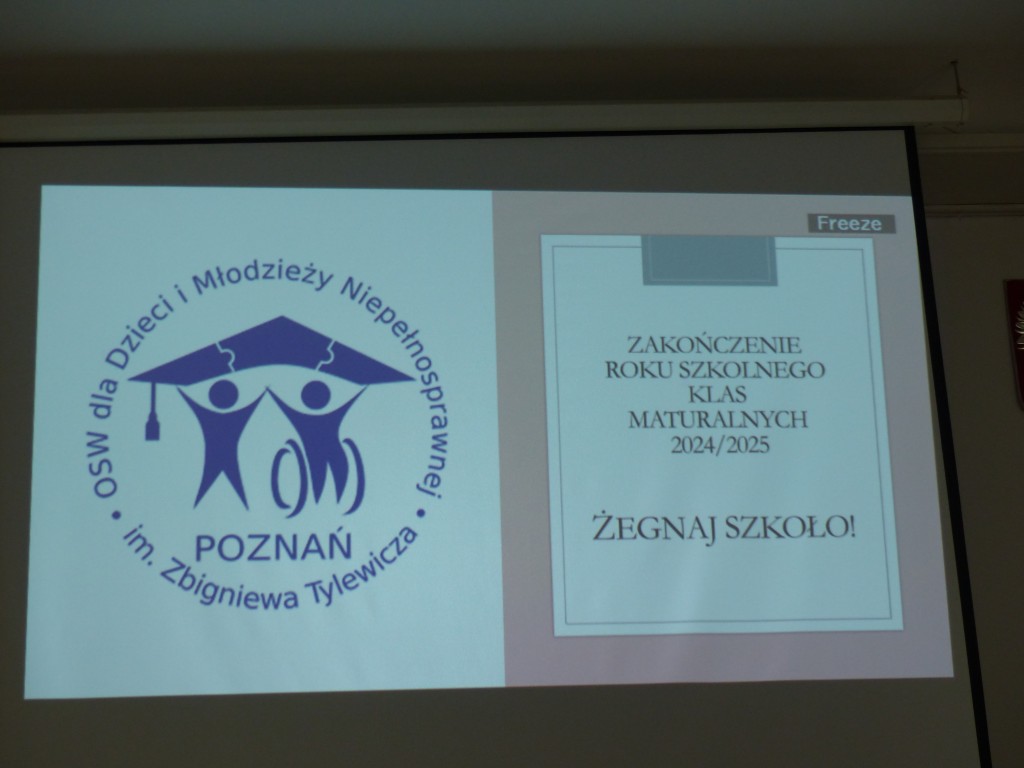 OSW dla Dzieci i Młodzieży Niepełnosprawnej
• im. Zbigniewa Tylewicza •
POZNAŃ
Freeze
ZAKOŃCZENIE
ROKU SZKOLNEGO
KLAS
MATURALNYCH
2024/2025
ŻEGNAJ SZKOŁO!